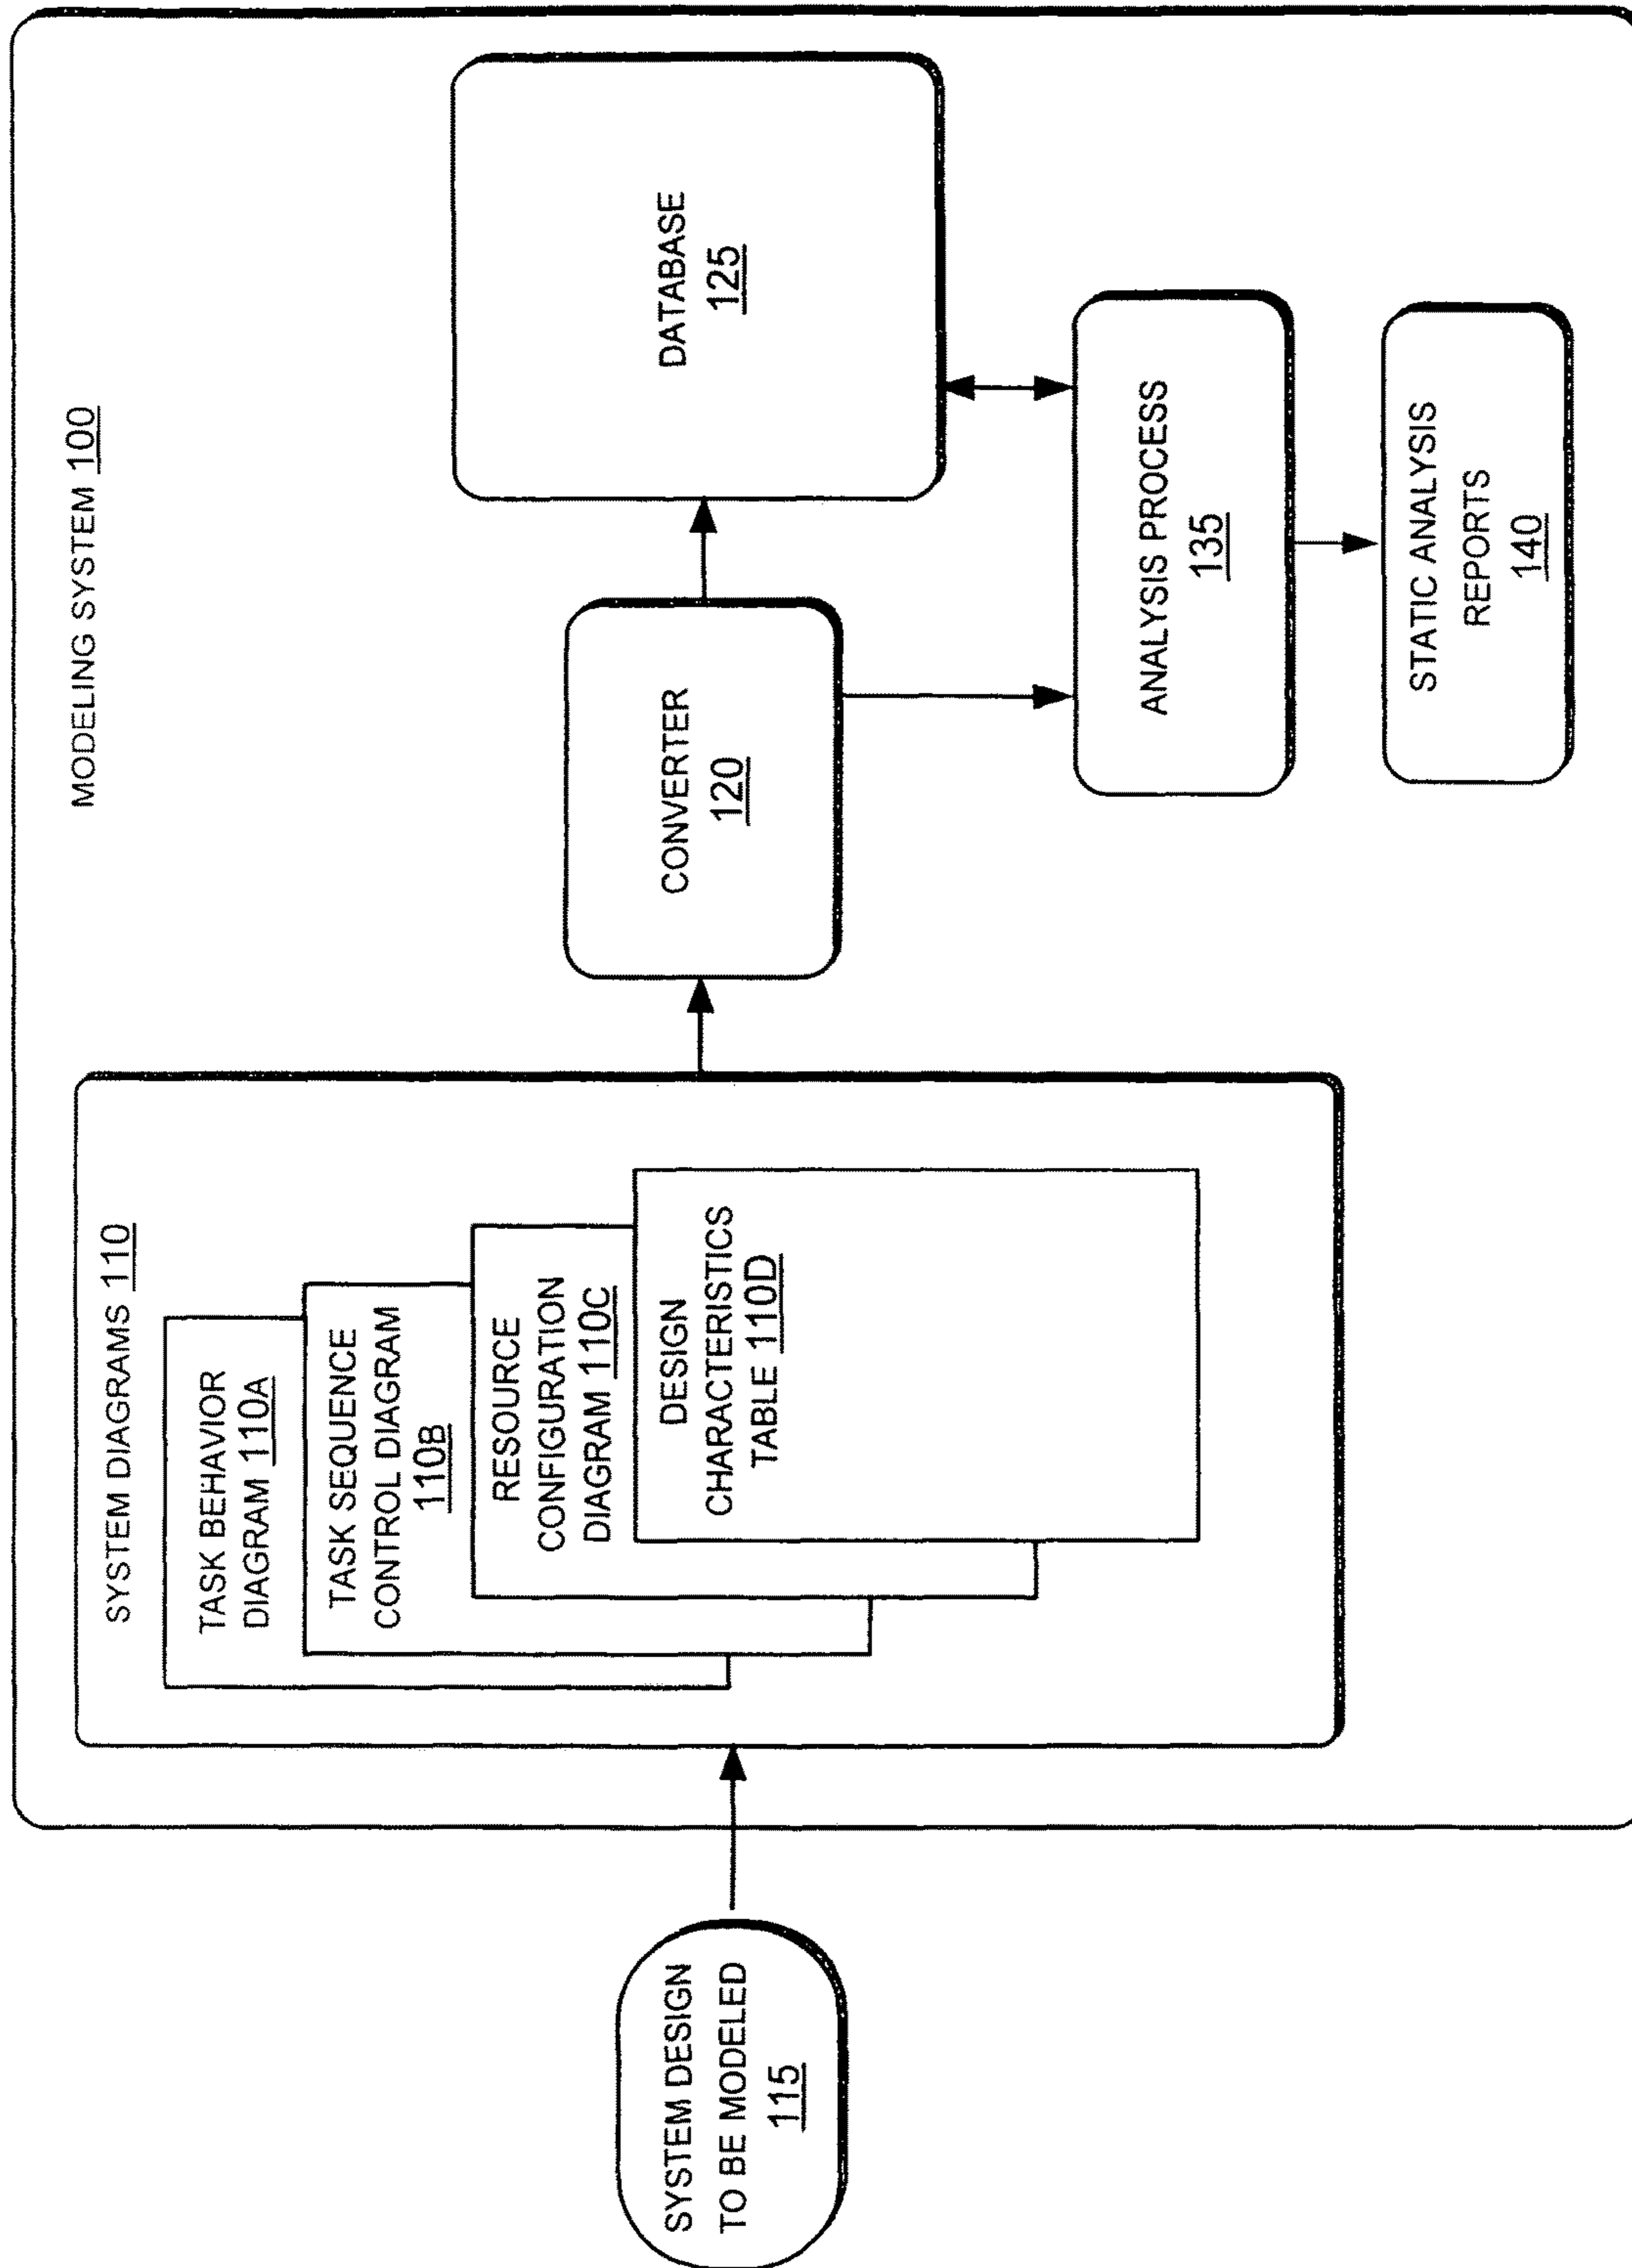 MODELING SYSTEM 100
SYSTEM DESIGN
TO BE MODELED
115
SYSTEM DIAGRAMS 110
TASK BEHAVIOR
DIAGRAM 110A
TASK SEQUENCE
CONTROL DIAGRAM
110B
RESOURCE
CONFIGURATION
DIAGRAM 110C
DESIGN
CHARACTERISTICS
TABLE 110D
CONVERTER
120
DATABASE
125
ANALYSIS PROCESS
135
STATIC ANALYSIS
REPORTS
140